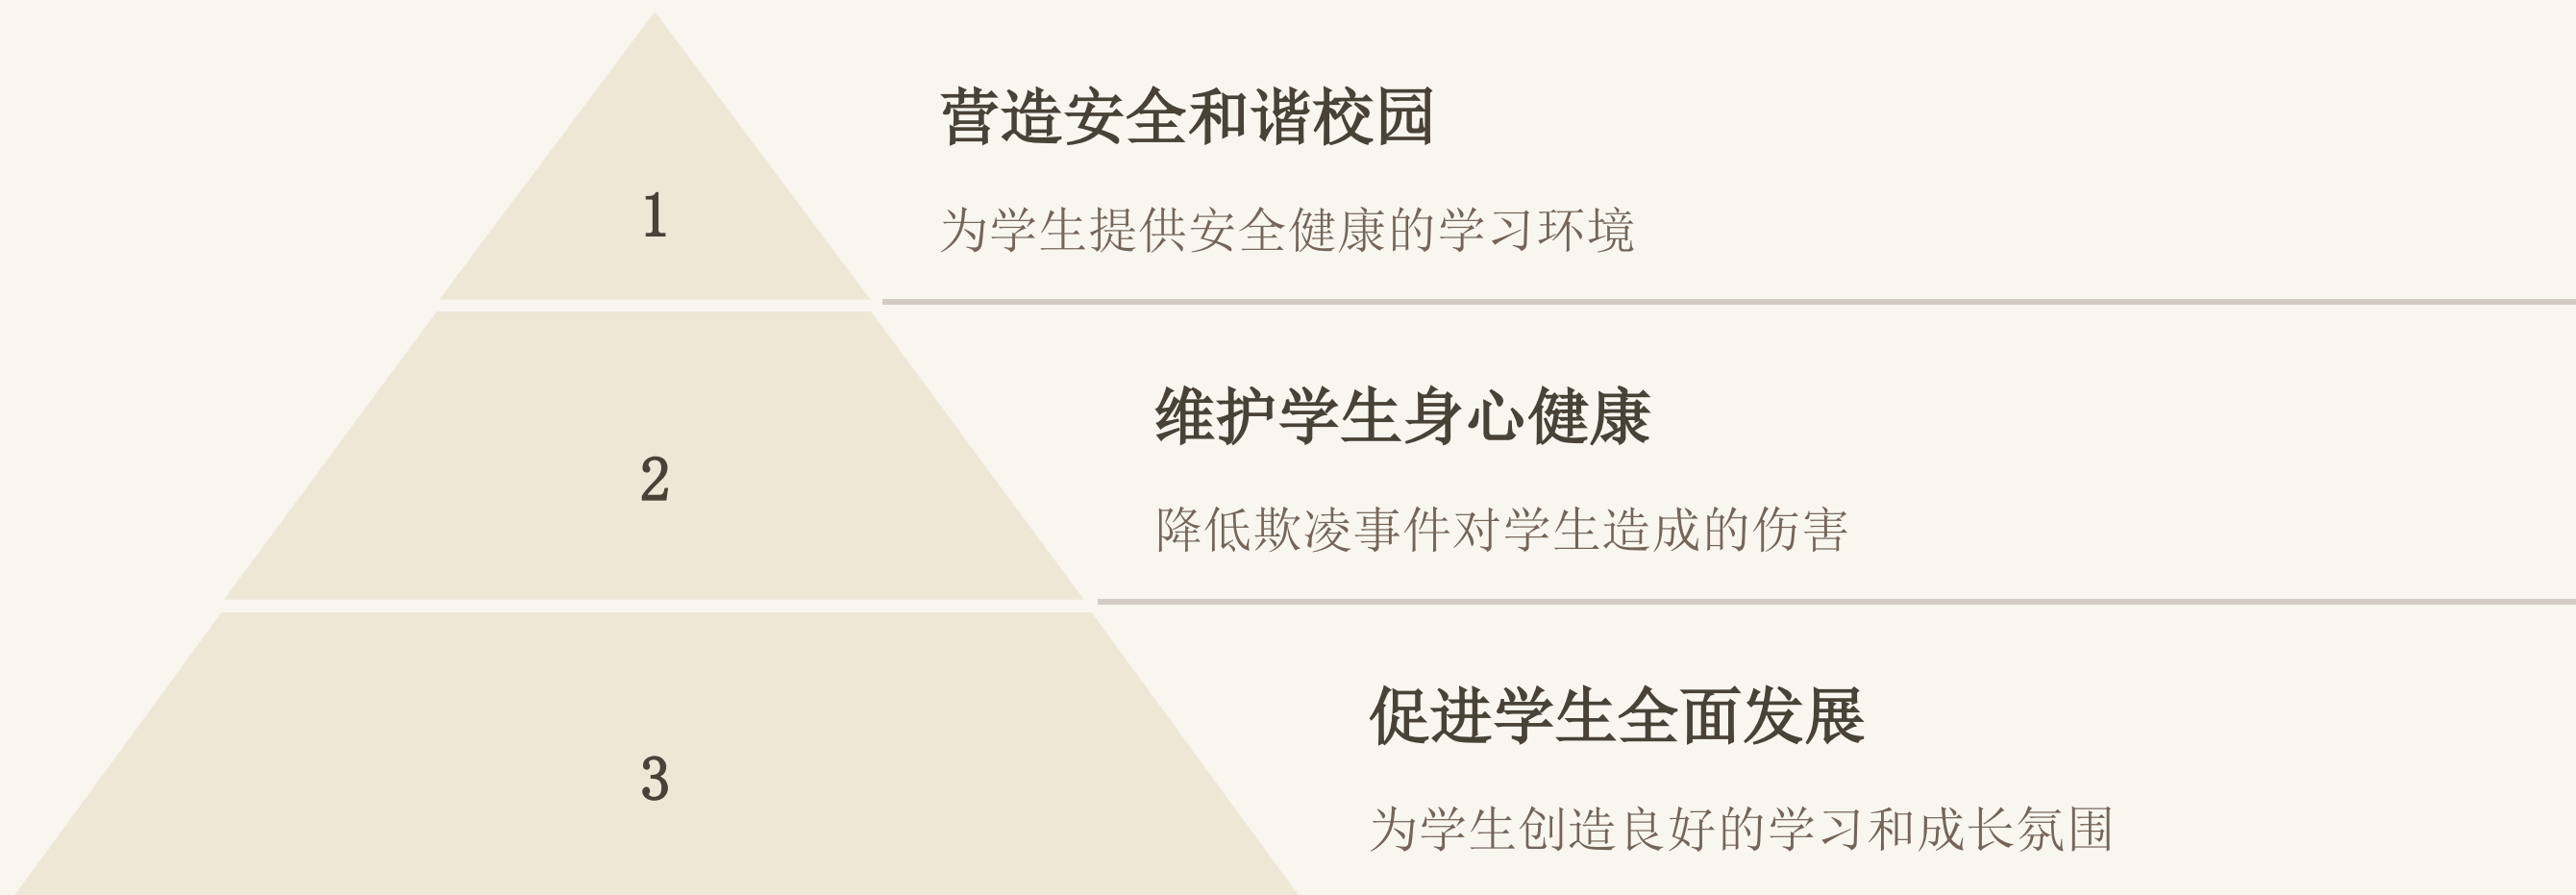 营造安全和谐校园
1
为学生提供安全健康的学习环境
维护学生身心健康
2
降低欺凌事件对学生造成的伤害
促进学生全面发展
3
为学生创造良好的学习和成长氛围